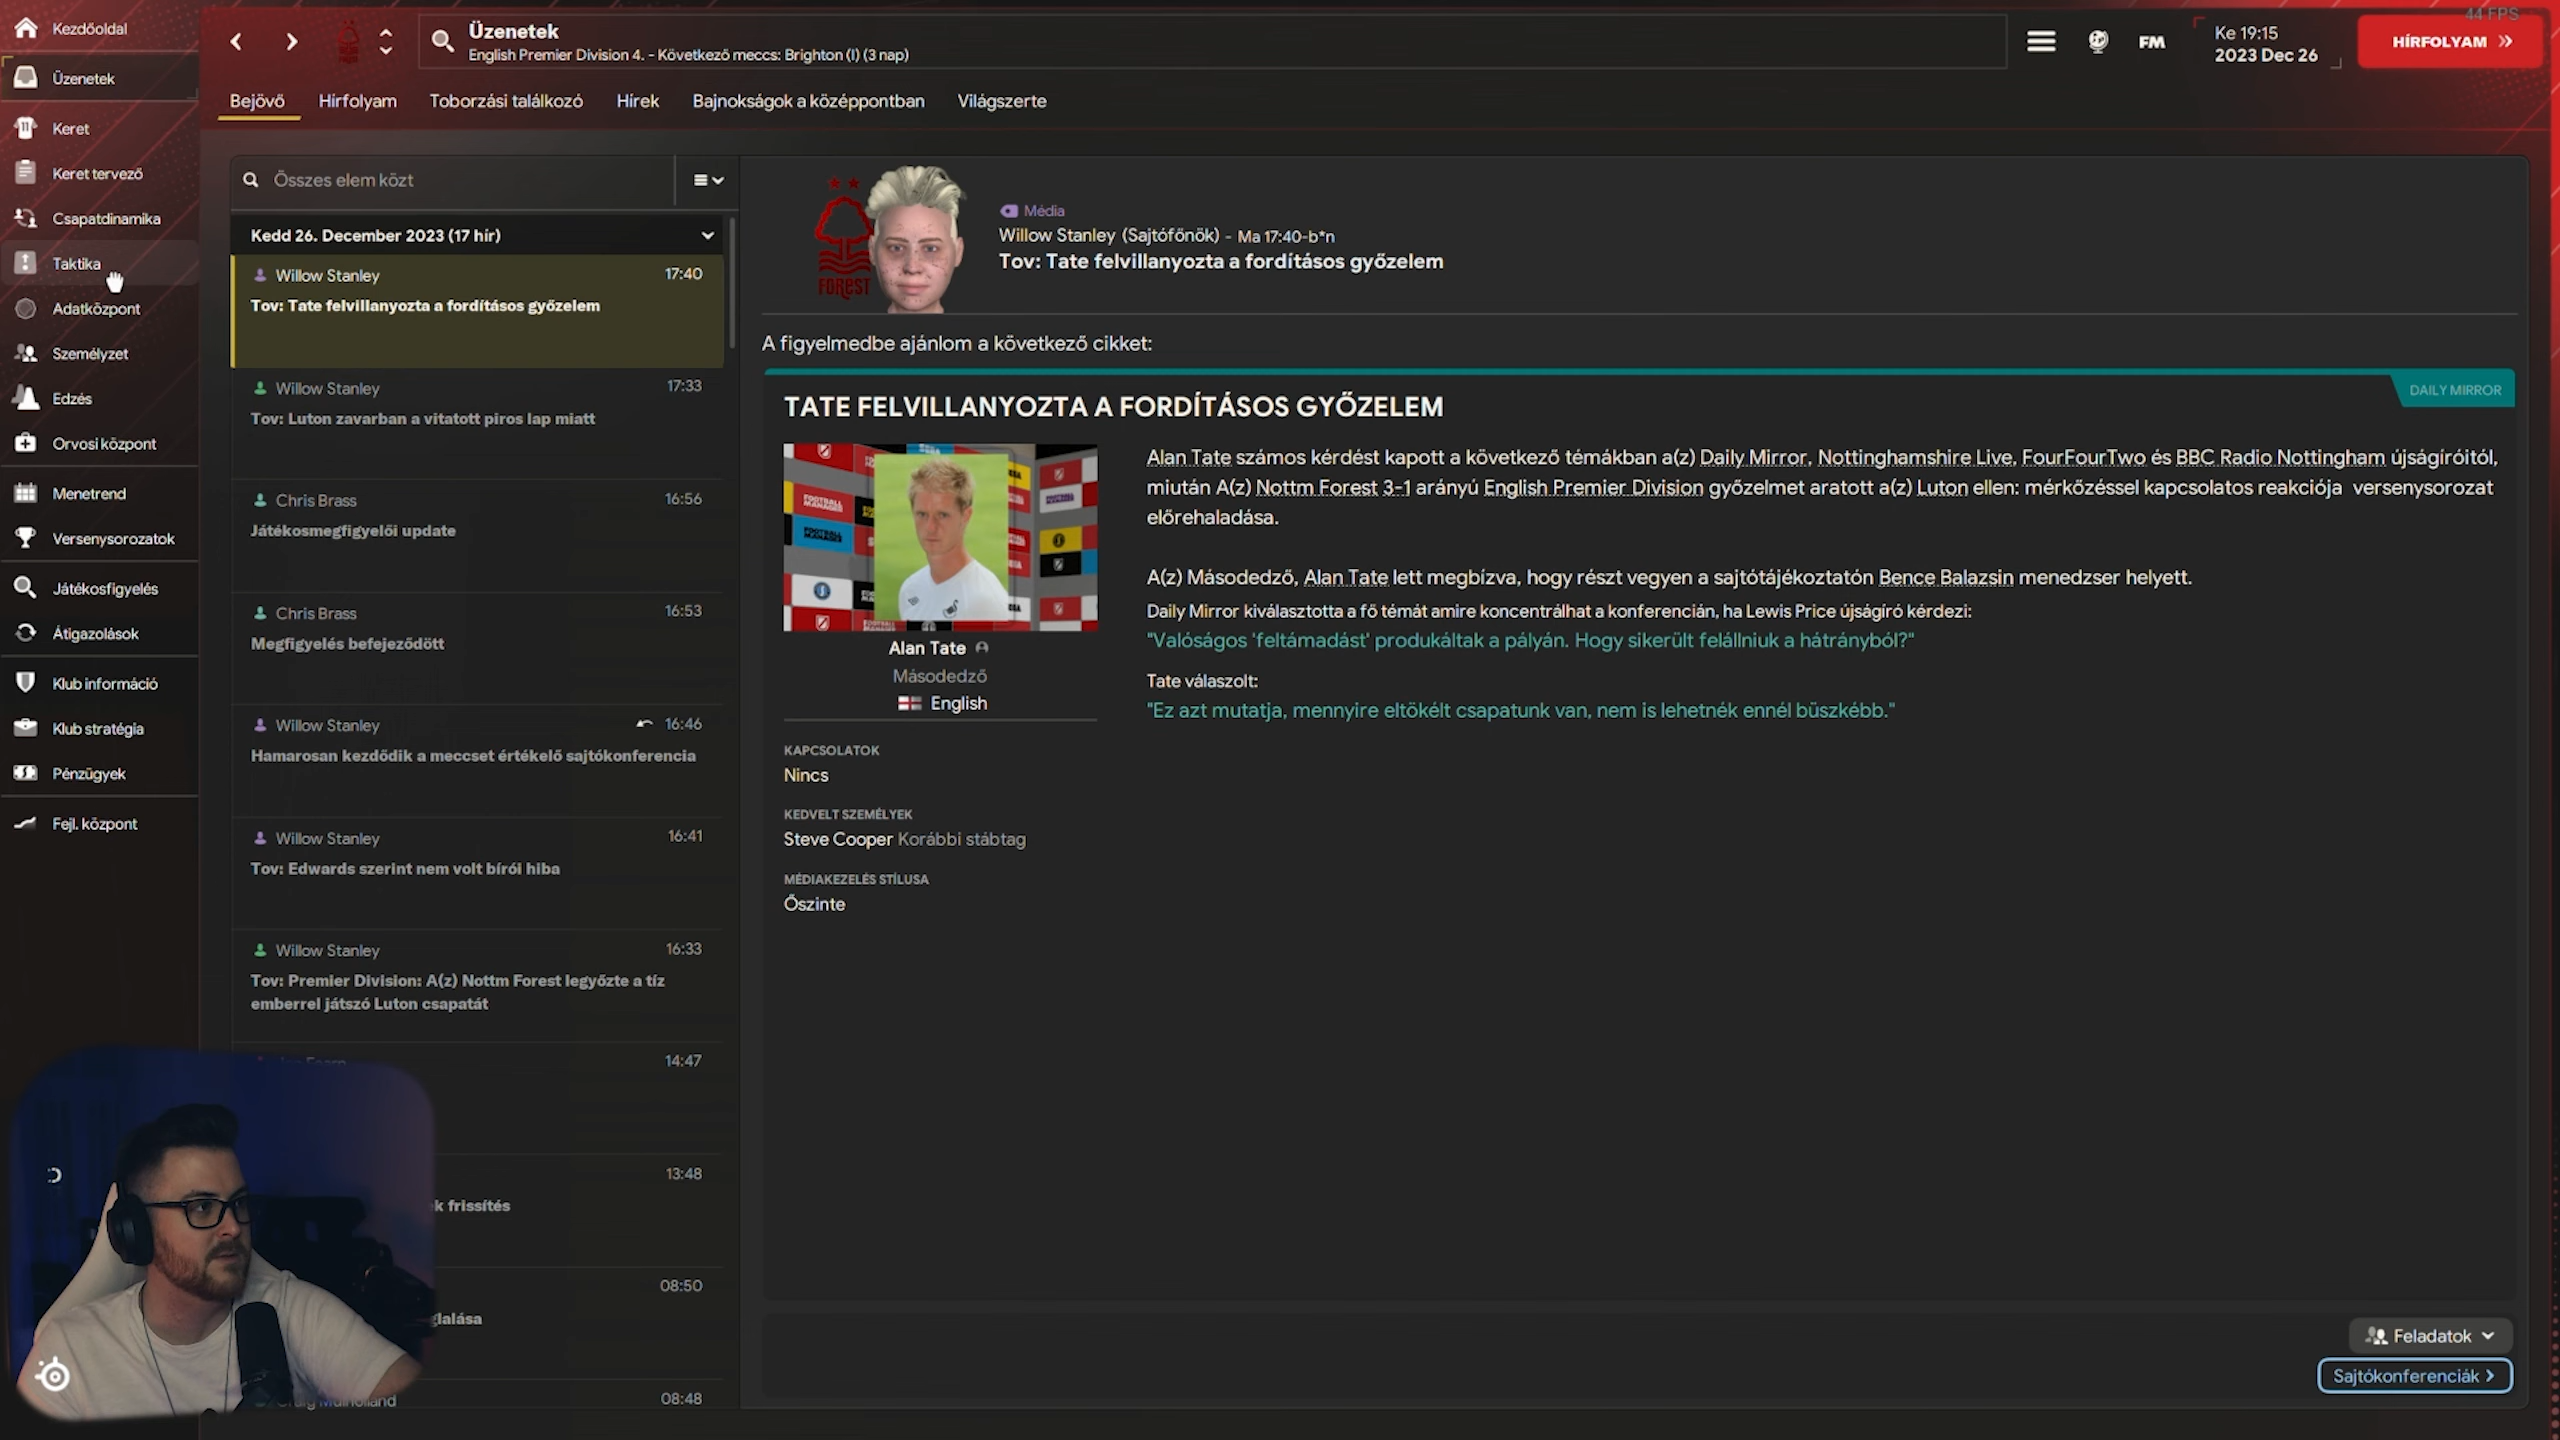 Kezdőoldal
Üzenetek
Keret
Keret tervező
Csapatdinamika
Taktika
Adatközpont
Személyzet
Edzés
Orvosi központ
Menetrend
Versenysorozatok
Játékosfigyelés
Átigazolások
Klub információ
Klub stratégia
Pénzügyek
Fejl. központ
Üzenetek
English Premier Division 4. - Következő meccs: Brighton (I) (3 nap)
FM
Ke 19:15
2023 Dec 26
44 FPS
HÍRFOLYAM
Bejövő Hírfolyam Toborzási találkozó Hírek Bajnokságok a középpontban Világszerte
Összes elem közt
Kedd 26. December 2023 (17 hír)
Willow Stanley 17:40
Tov: Tate felvillanyozta a fordításos győzelem
Willow Stanley 17:33
Tov: Luton zavarban a vitatott piros lap miatt
Chris Brass 16:56
Játékosmegfigyelői update
Chris Brass 16:53
Megfigyelés befejeződött
Willow Stanley 16:46
Hamarosan kezdődik a meccset értékelő sajtókonferencia
Willow Stanley 16:41
Tov: Edwards szerint nem volt bírói hiba
Willow Stanley 16:33
Tov: Premier Division: A(z) Nottm Forest legyőzte a tíz
emberrel játszó Luton csapatát
14:47
13:48
k frissítés
08:50
glalása
Craig Mulholland 08:48
FOREST
Média
Willow Stanley (Sajtófőnök) - Ma 17:40-b*n
Tov: Tate felvillanyozta a fordításos győzelem
A figyelmedbe ajánlom a következő cikket:
DAILY MIRROR
TATE FELVILLANYOZTA A FORDÍTÁSOS GYŐZELEM
Alan Tate számos kérdést kapott a következő témákban a(z) Daily Mirror, Nottinghamshire Live, FourFourTwo és BBC Radio Nottingham újságíróitól,
miután A(z) Nottm Forest 3-1 arányú English Premier Division győzelmet aratott a(z) Luton ellen: mérkőzéssel kapcsolatos reakciója versenysorozat
előrehaladása.
A(z) Másodedző, Alan Tate lett megbízva, hogy részt vegyen a sajtótájékoztatón Bence Balazsin menedzser helyett.
Daily Mirror kiválasztotta a fő témát amire koncentrálhat a konferencián, ha Lewis Price újságíró kérdezi:
"Valóságos 'feltámadást' produkáltak a pályán. Hogy sikerült felállniuk a hátrányból?"
Tate válaszolt:
"Ez azt mutatja, mennyire eltökélt csapatunk van, nem is lehetnék ennél büszkébb."
Alan Tate
Másodedző
English
KAPCSOLATOK
Nincs
KEDVELT SZEMÉLYEK
Steve Cooper Korábbi stábtag
MÉDIAKEZELÉS STÍLUSA
Őszinte
Feladatok
Sajtókonferenciák